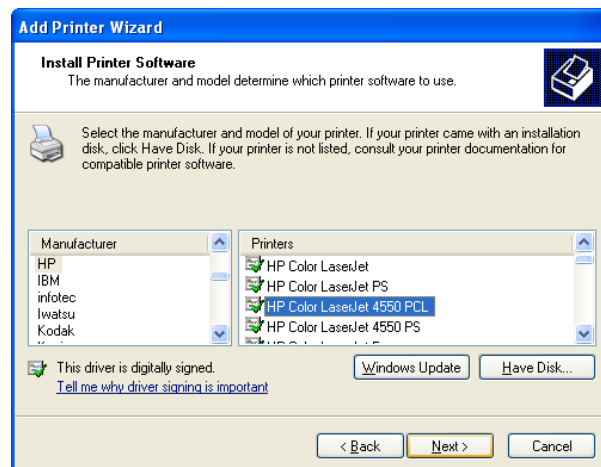 Add Printer Wizard
Install Printer Software
The manufacturer and model determine which printer software to use.
Select the manufacturer and model of your printer. If your printer came with an installation
disk, click Have Disk. If your printer is not listed, consult your printer documentation for
compatible printer software.
Manufacturer
HP
IBM
infotec
Iwatsu
Kodak
Printers
HP Color LaserJet
HP Color LaserJet PS
HP Color LaserJet 4550 PCL
HP Color LaserJet 4550 PS
This driver is digitally signed.
Tell me why driver signing is important
Windows Update
Have Disk...
< Back
Next >
Cancel